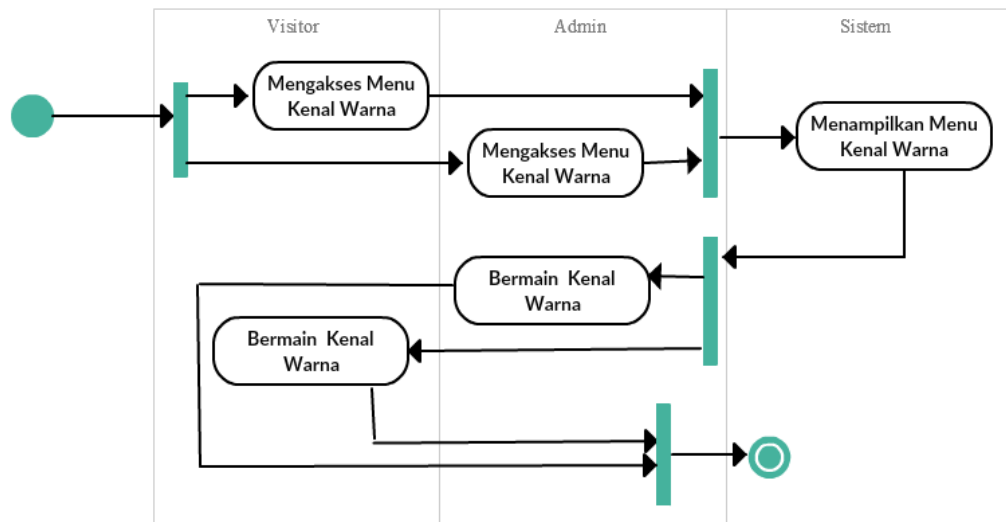 Visitor
Admin
Sistem
Mengakses Menu
Kenal Warna
Mengakses Menu
Kenal Warna
Menampilkan Menu
Kenal Warna
Bermain Kenal
Warna
Bermain Kenal
Warna